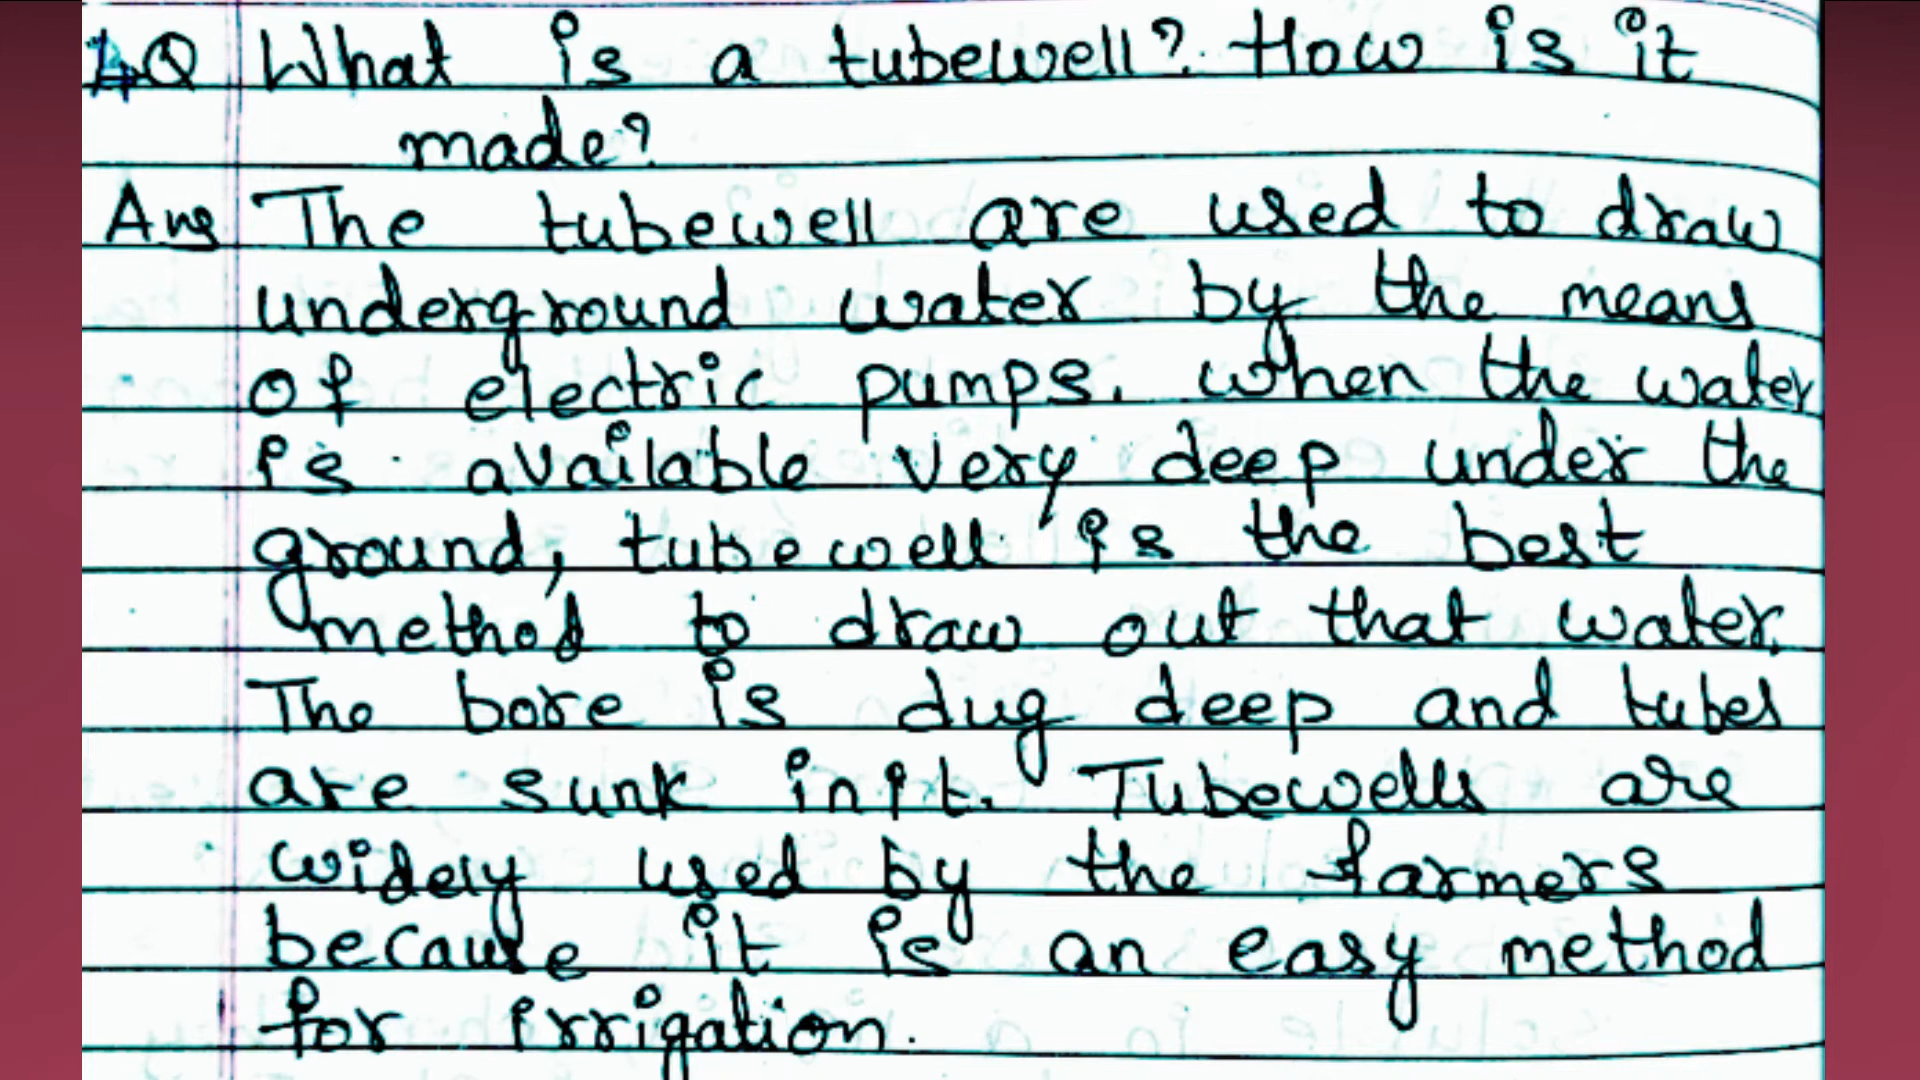 4Q What is a tubewell? How is it
made?
Ans The tubewell are used to draw
underground water by the means
of electric pumps. when the water
is available very deep under the
ground, tubewell is the best
method to draw out that water.
The bore is dug deep and tubes
are sunk in it. Tubewells are
widely used by the farmers
because it is an easy method
for irrigation.